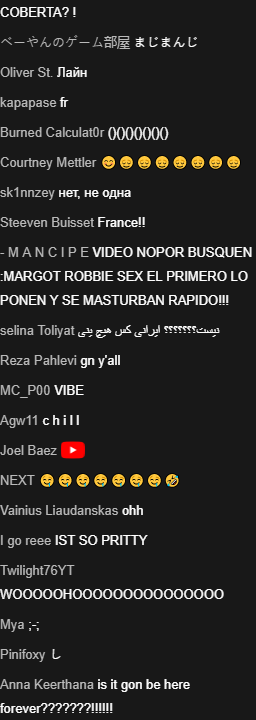 COBERTA? !
べーやんのゲーム部屋 まじまんじ
Oliver St. Лайн
kapapase fr
Burned Calculat0r ()()()()()()()
Courtney Mettler 😊😔😔😔😔😔😔😔
sk1nnzey нет, не одна
Steeven Buisset France!!
- M A N C I P E VIDEO NOPOR BUSQUEN
:MARGOT ROBBIE SEX EL PRIMERO LO
PONEN Y SE MASTURBAN RAPIDO!!!
selina Toliyat نیست؟؟؟؟؟؟؟ ایرانی کس هیچ ینی
Reza Pahlevi gn y'all
MC_P00 VIBE
Agw11 c h i l l
Joel Baez
NEXT 😂😂😂😂😂😂😂🤣
Vainius Liaudanskas ohh
I go reee IST SO PRITTY
Twilight76YT
WOOOOOHOOOOOOOOOOOOOOO
Mya ;-;
Pinifoxy し
Anna Keerthana is it gon be here
forever???????!!!!!!